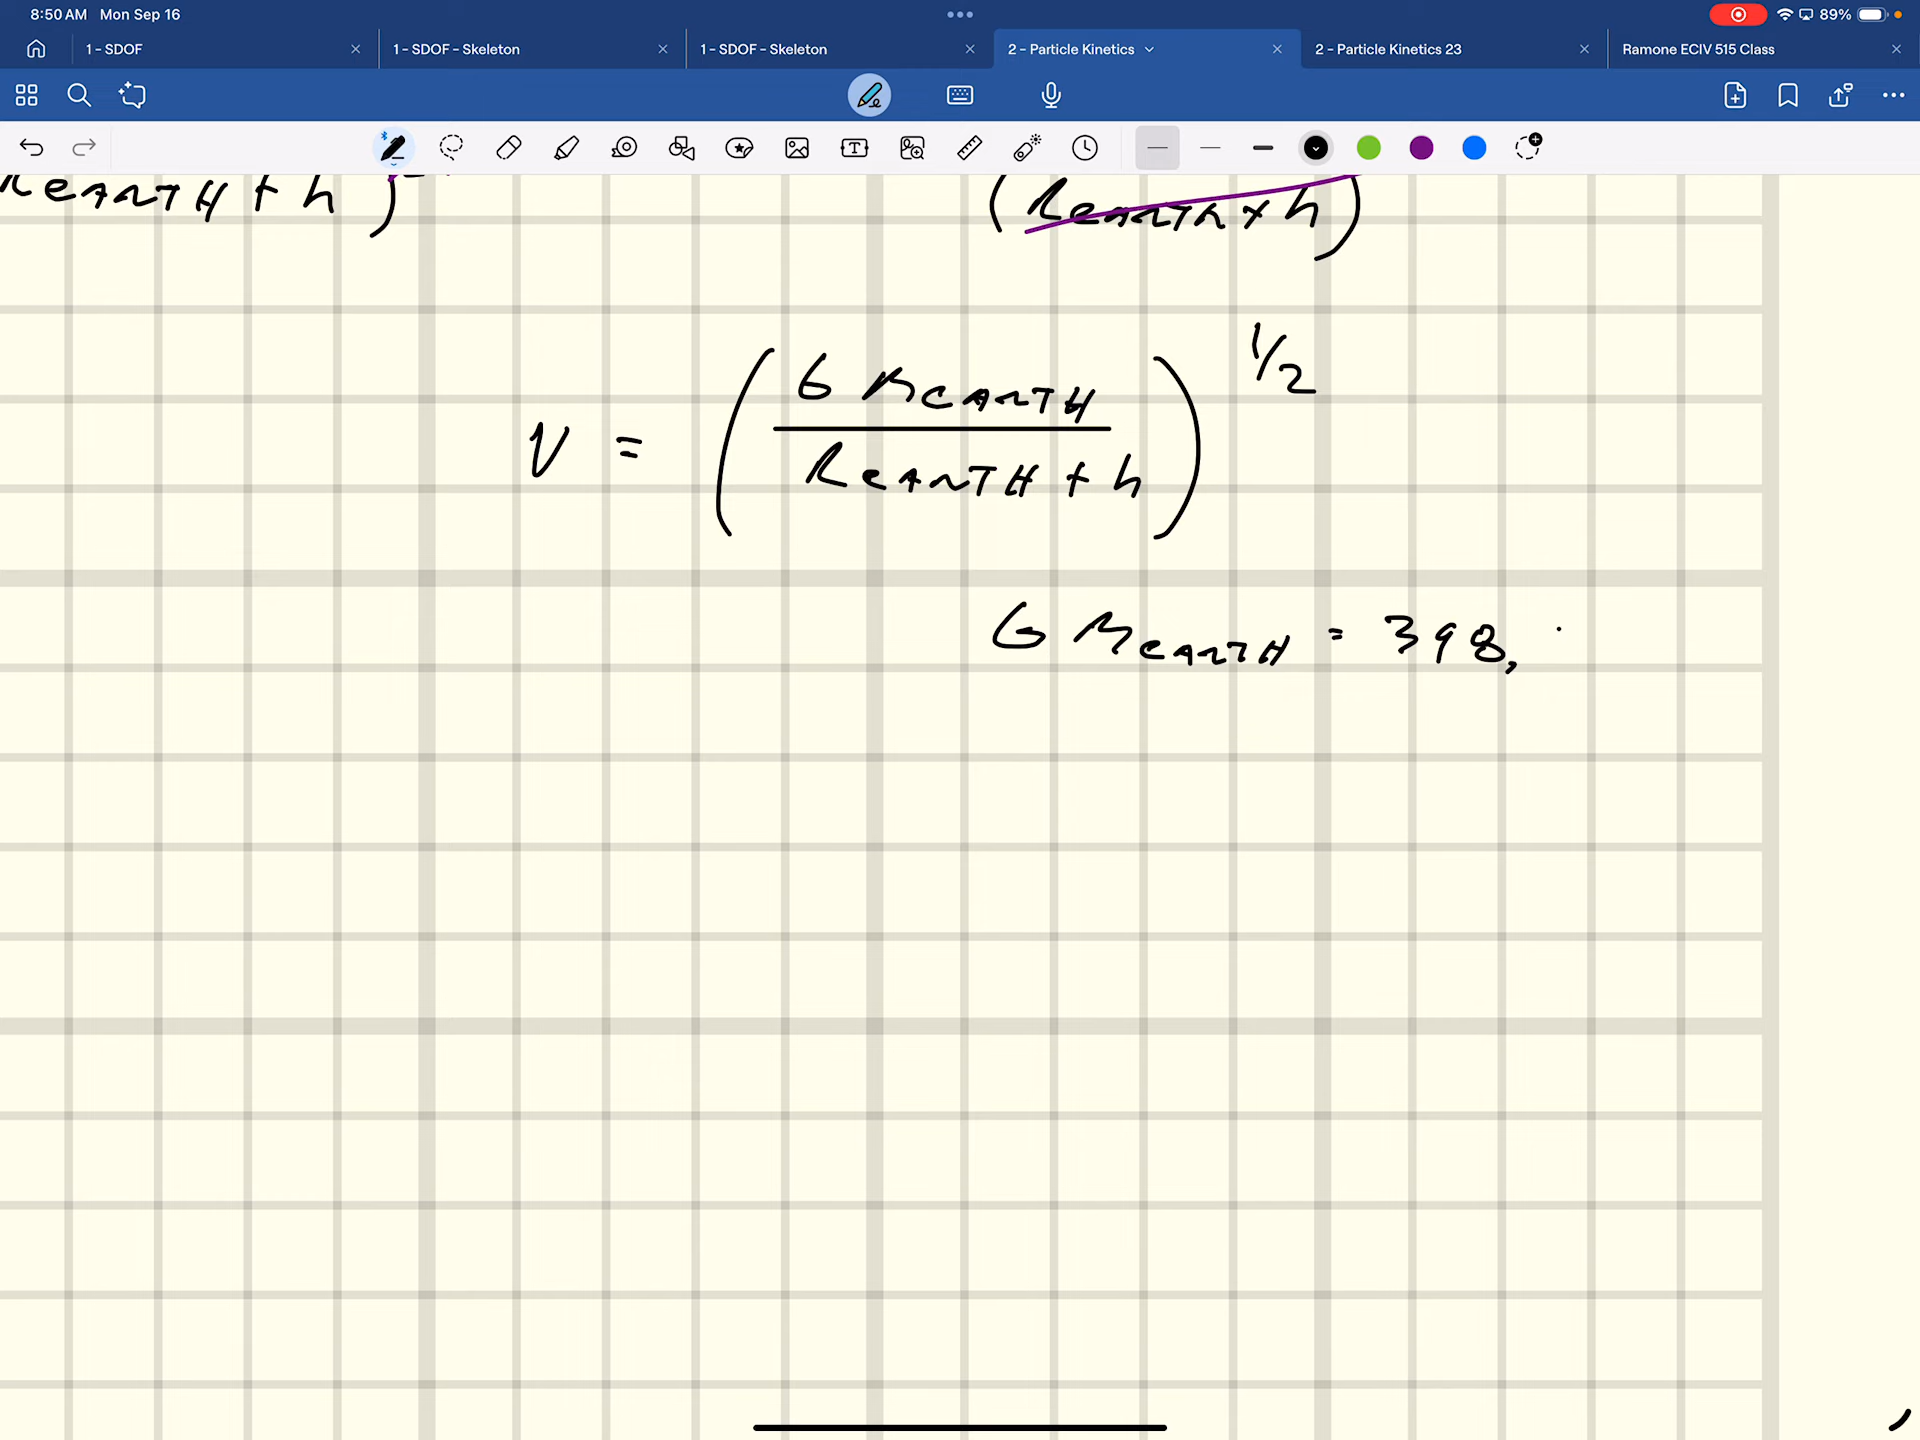 8:50 AM Mon Sep 16 89%
1 - SDOF 1 - SDOF - Skeleton 1 - SDOF - Skeleton 2 - Particle Kinetics 2 - Particle Kinetics 23 Ramone ECIV 515 Class
REARTH + h ) (REARTH + h)
V = ( G MEARTH / REARTH + h ) 1/2
G MEARTH = 398,